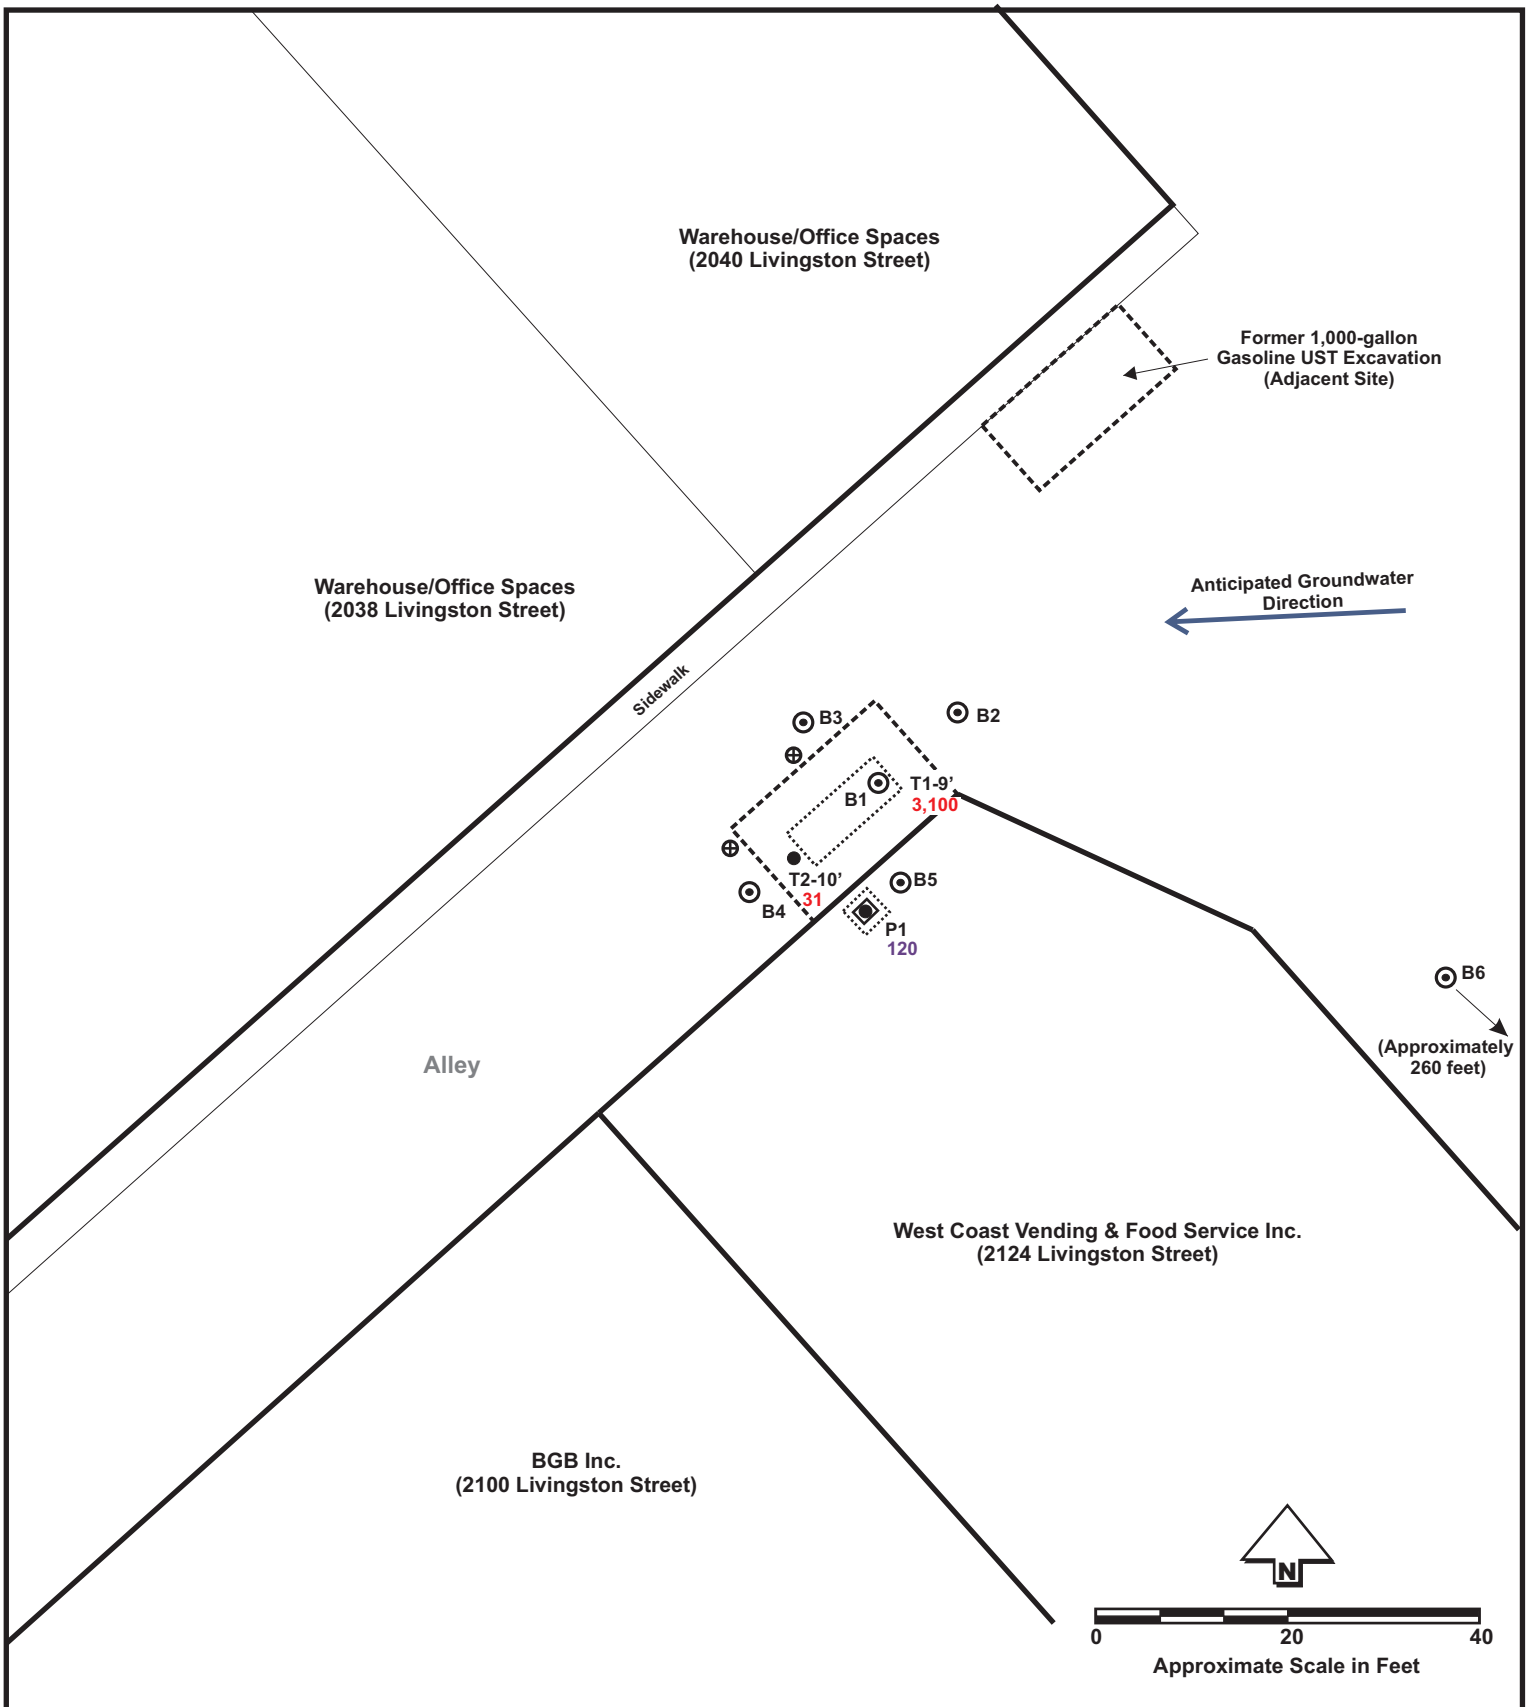 Warehouse/Office Spaces
(2040 Livingston Street)
Former 1,000-gallon
Gasoline UST Excavation
(Adjacent Site)
Warehouse/Office Spaces
(2038 Livingston Street)
Anticipated Groundwater
Direction
Sidewalk
B3
B2
T1-9’
3,100
B1
T2-10’
31
B5
B4
P1
120
B6
(Approximately
260 feet)
Alley
West Coast Vending & Food Service Inc.
(2124 Livingston Street)
BGB Inc.
(2100 Livingston Street)
N
0 20 40
Approximate Scale in Feet